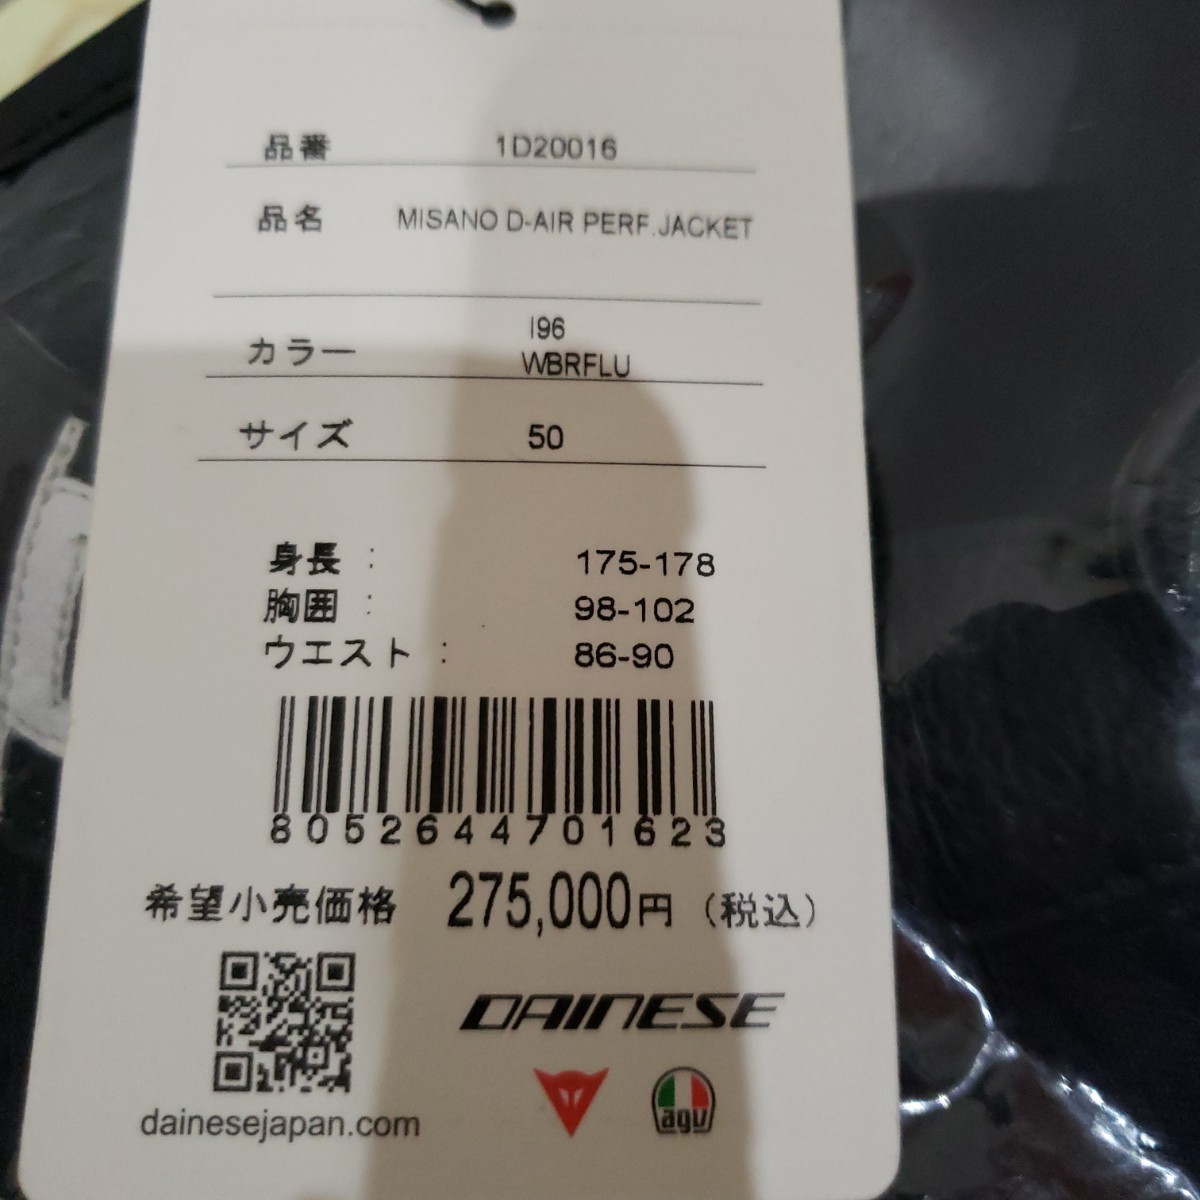 品番 1D20016
品名 MISANO D-AIR PERF.JACKET
I96
カラー WBRFLU
サイズ 50
身長 : 175-178
胸囲 : 98-102
ウエスト : 86-90
8052644701623
希望小売価格 275,000円 (税込)
DAINESE
agv
dainesejapan.com